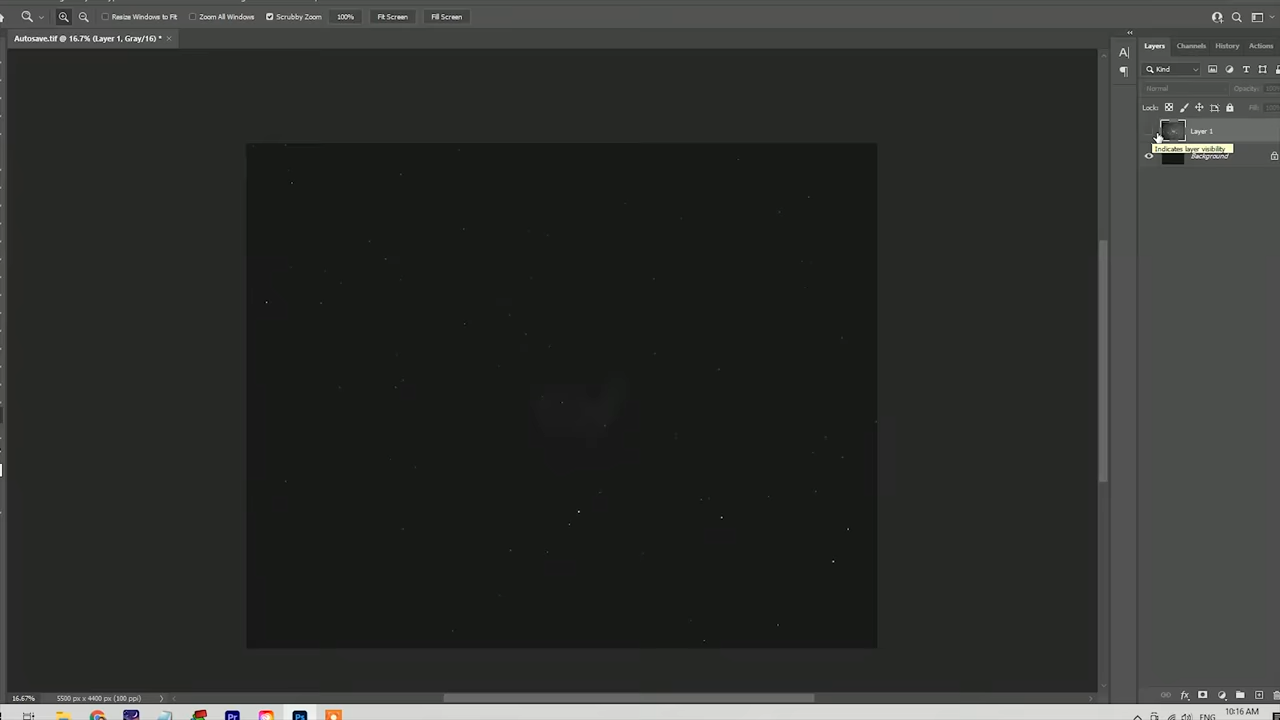 Resize Windows to Fit
Zoom All Windows
Scrubby Zoom
100%
Fit Screen
Fill Screen
Autosave.tif @ 16.7% (Layer 1, Gray/16) *
Layers
Channels
History
Actions
Kind
Normal
Opacity:
Lock:
Fill:
Layer 1
Indicates layer visibility
Background
16.67%
5500 px x 4400 px (100 ppi)
ENG
10:16 AM